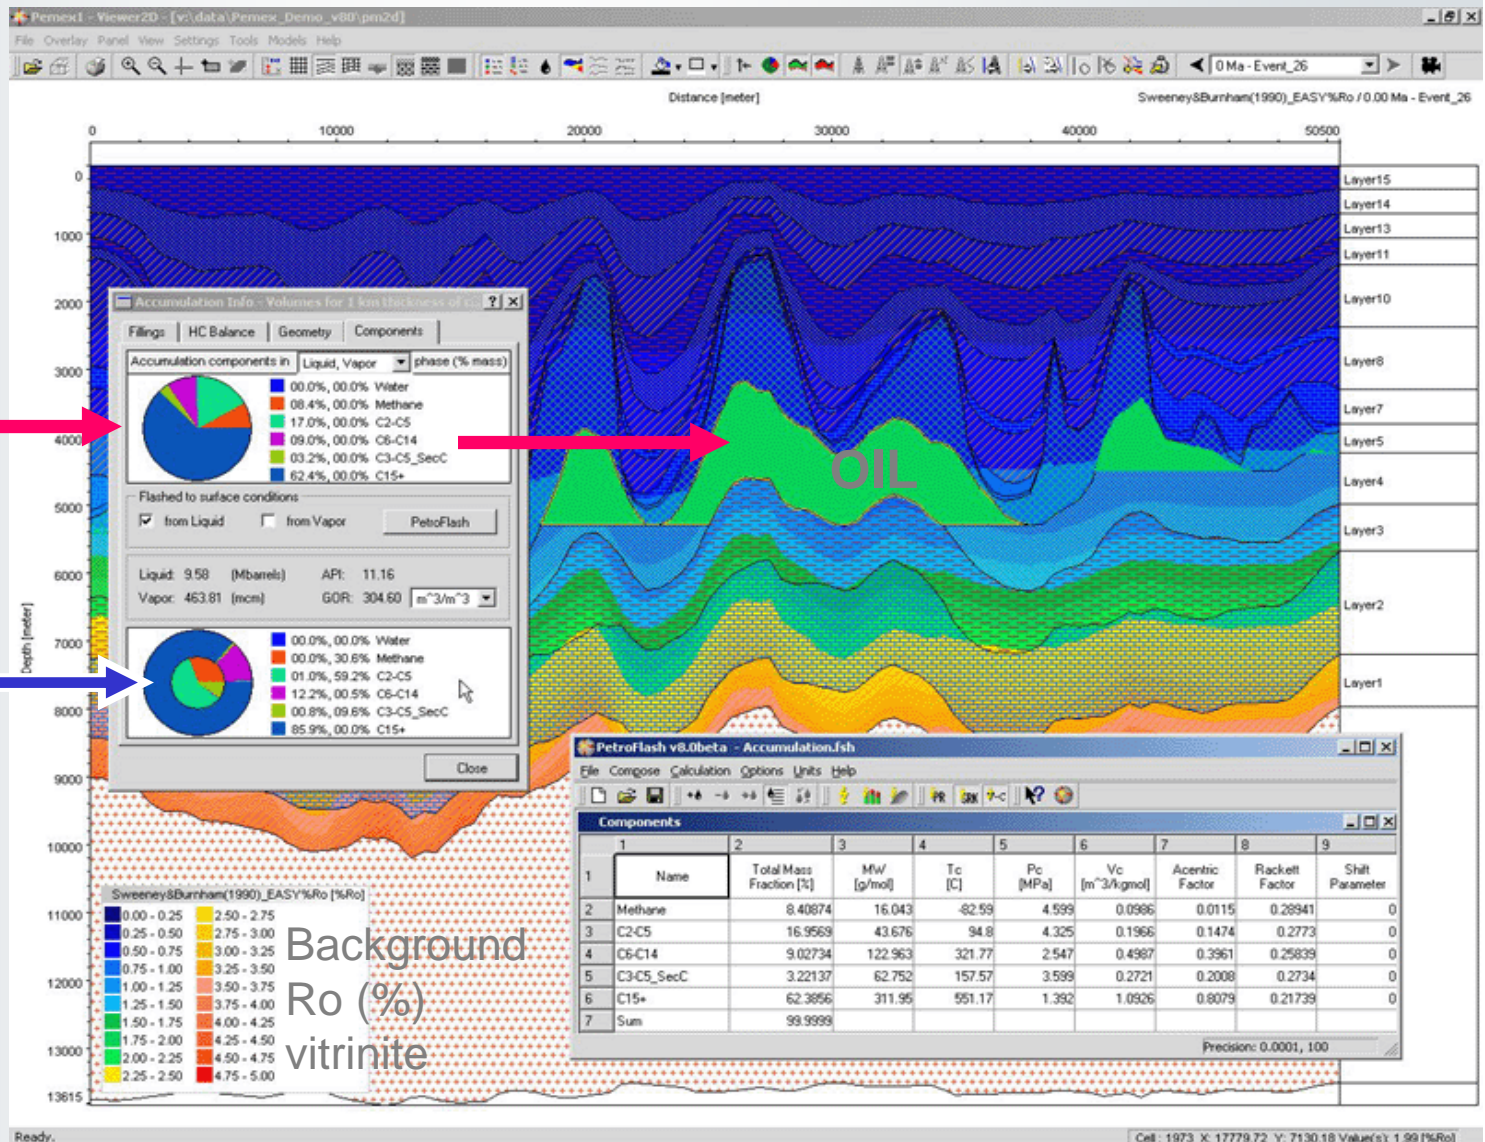 Pemex1 - Viewer2D - [v:\data\Pemex_Demo_v80\pm2d]
File Overlay Panel View Settings Tools Models Help
0 Ma - Event_26
Distance [meter]
Sweeney&Burnham(1990)_EASY%Ro / 0.00 Ma - Event_26
0 10000 20000 30000 40000 50500
Depth [meter]
0
1000
2000
3000
4000
5000
6000
7000
8000
9000
10000
11000
12000
13000
13615
Layer15
Layer14
Layer13
Layer11
Layer10
Layer8
Layer7
Layer5
Layer4
Layer3
Layer2
Layer1
OIL
Accumulation Info - Volumes for 1 km thickness of
Fillings HC Balance Geometry Components
Accumulation components in Liquid, Vapor phase (% mass)
00.0%, 00.0% Water
08.4%, 00.0% Methane
17.0%, 00.0% C2-C5
09.0%, 00.0% C6-C14
03.2%, 00.0% C3-C5_SecC
62.4%, 00.0% C15+
Flashed to surface conditions
from Liquid from Vapor PetroFlash
Liquid: 9.58 (Mbarrels) API: 11.16
Vapor: 463.81 (mcm) GOR: 304.60 m^3/m^3
00.0%, 00.0% Water
00.0%, 30.6% Methane
01.0%, 59.2% C2-C5
12.2%, 00.5% C6-C14
00.8%, 09.6% C3-C5_SecC
85.9%, 00.0% C15+
Close
PetroFlash v8.0beta - Accumulation.fsh
File Compose Calculation Options Units Help
PR SRK
Components
1 2 3 4 5 6 7 8 9
1 Name Total Mass Fraction [%] MW [g/mol] Tc [C] Pc [MPa] Vc [m^3/kgmol] Acentric Factor Rackett Factor Shift Parameter
2 Methane 8.40874 16.043 -82.59 4.599 0.0986 0.0115 0.28941 0
3 C2-C5 16.9569 43.676 94.8 4.325 0.1966 0.1474 0.2773 0
4 C6-C14 9.02734 122.963 321.77 2.547 0.4987 0.3961 0.25839 0
5 C3-C5_SecC 3.22137 62.752 157.57 3.599 0.2721 0.2008 0.2734 0
6 C15+ 62.3856 311.95 551.17 1.392 1.0926 0.8079 0.21739 0
7 Sum 99.9999
Precision: 0.0001, 100
Sweeney&Burnham(1990)_EASY%Ro [%Ro]
0.00 - 0.25 2.50 - 2.75
0.25 - 0.50 2.75 - 3.00
0.50 - 0.75 3.00 - 3.25
0.75 - 1.00 3.25 - 3.50
1.00 - 1.25 3.50 - 3.75
1.25 - 1.50 3.75 - 4.00
1.50 - 1.75 4.00 - 4.25
1.75 - 2.00 4.25 - 4.50
2.00 - 2.25 4.50 - 4.75
2.25 - 2.50 4.75 - 5.00
Background
Ro (%)
vitrinite
Ready.
Cell : 1973 X: 17779.72 Y: 7130.18 Value(s): 1.99 [%Ro]